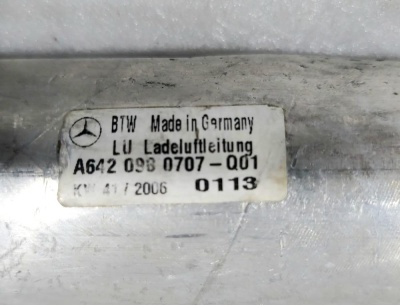 BTW Made in Germany
LU Ladeluftleitung
A642 098 0707-Q01
KW 41 / 2006 0113